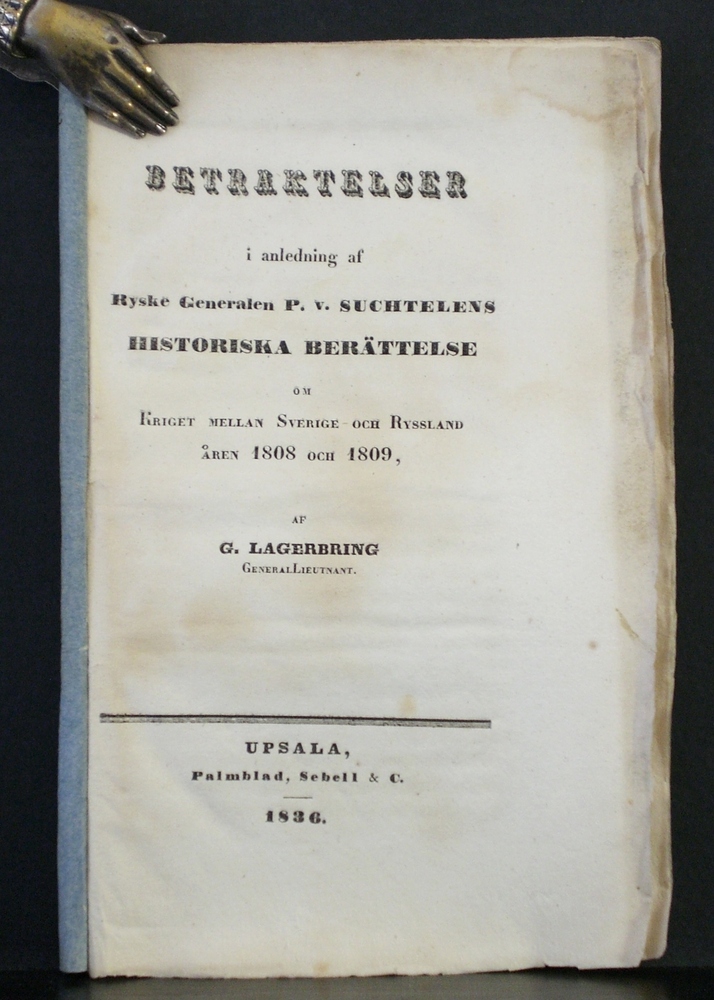 BETRAKTELSER
i anledning af
Ryske Generalen P. v. SUCHTELENS
HISTORISKA BERÄTTELSE
OM
KRIGET MELLAN SVERIGE OCH RYSSLAND
ÅREN 1808 OCH 1809,
AF
G. LAGERBRING
GENERALLIEUTNANT.
UPSALA,
Palmblad, Sebell & C.
1836.